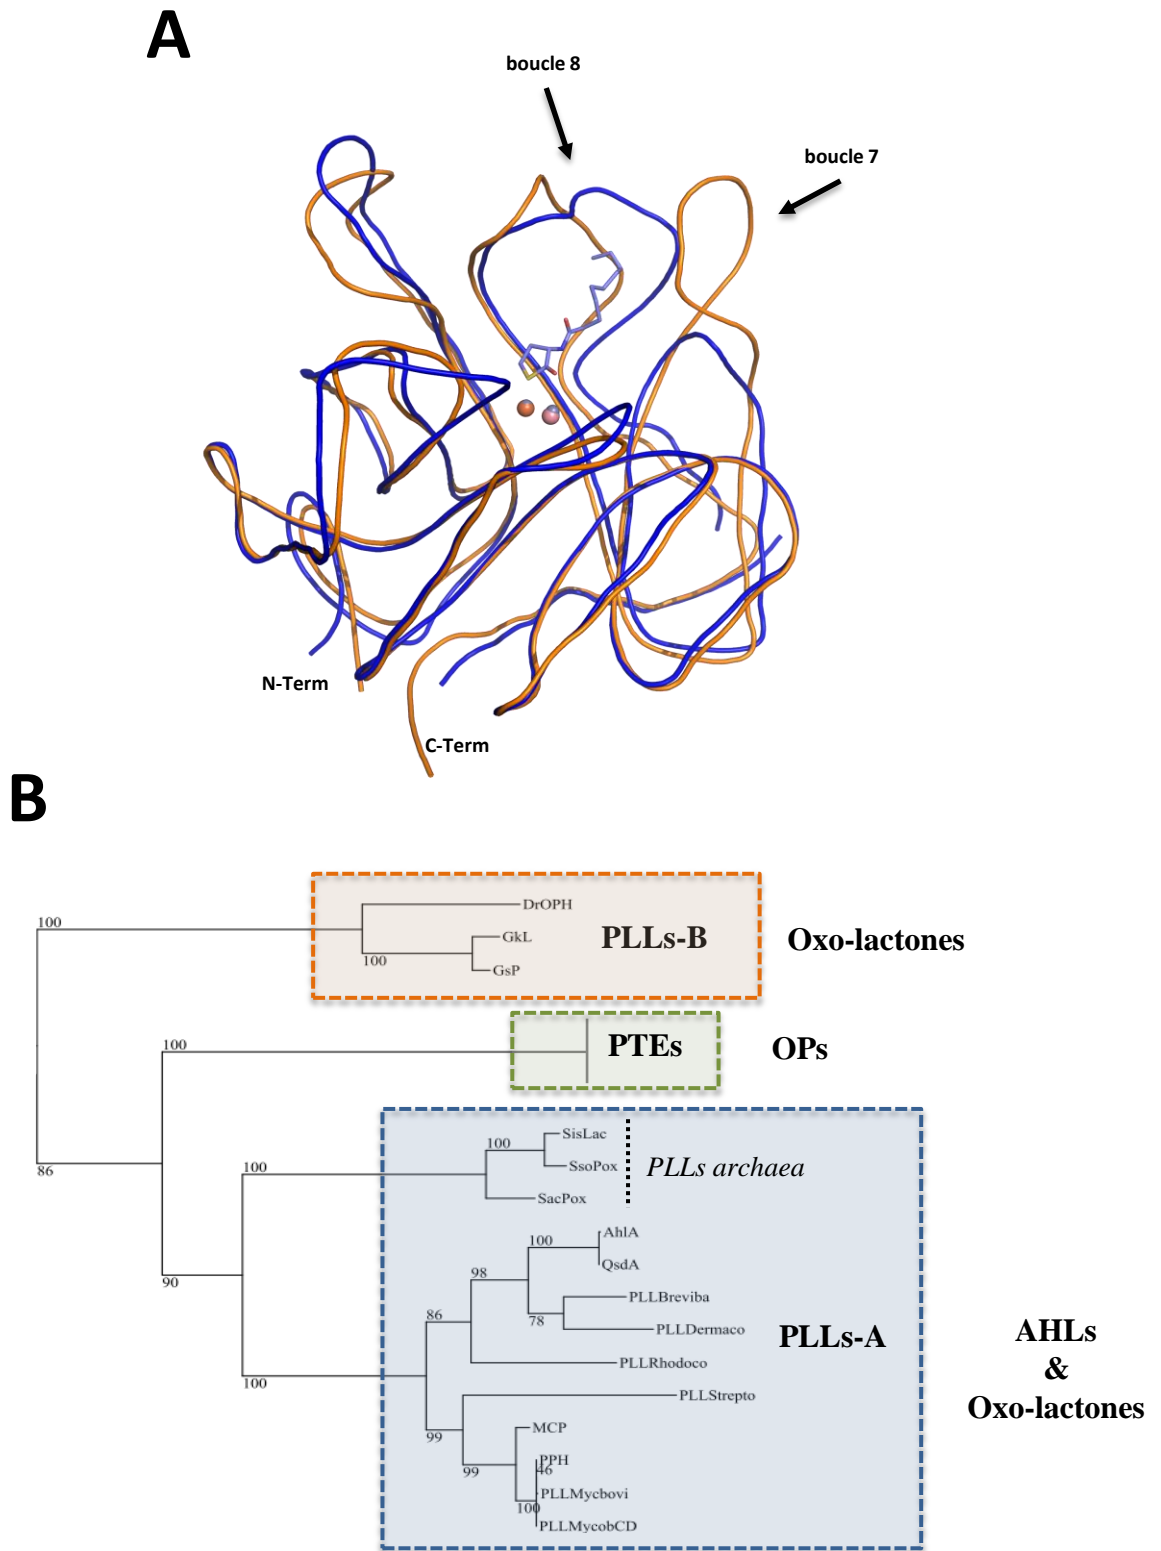 A
boucle 8
boucle 7
N-Term
C-Term
B
100
DrOPH
GkL
100
GsP
PLLs-B
Oxo-lactones
100
PTEs
OPs
86
100
100
SisLac
SsoPox
SacPox
PLLs archaea
90
AhlA
100
QsdA
98
PLLBreviba
78
PLLDermaco
86
PLLs-A
PLLRhodoco
100
PLLStrepto
99
MCP
99
PPH
46
PLLMycbovi
100
PLLMycobCD
AHLs
&
Oxo-lactones